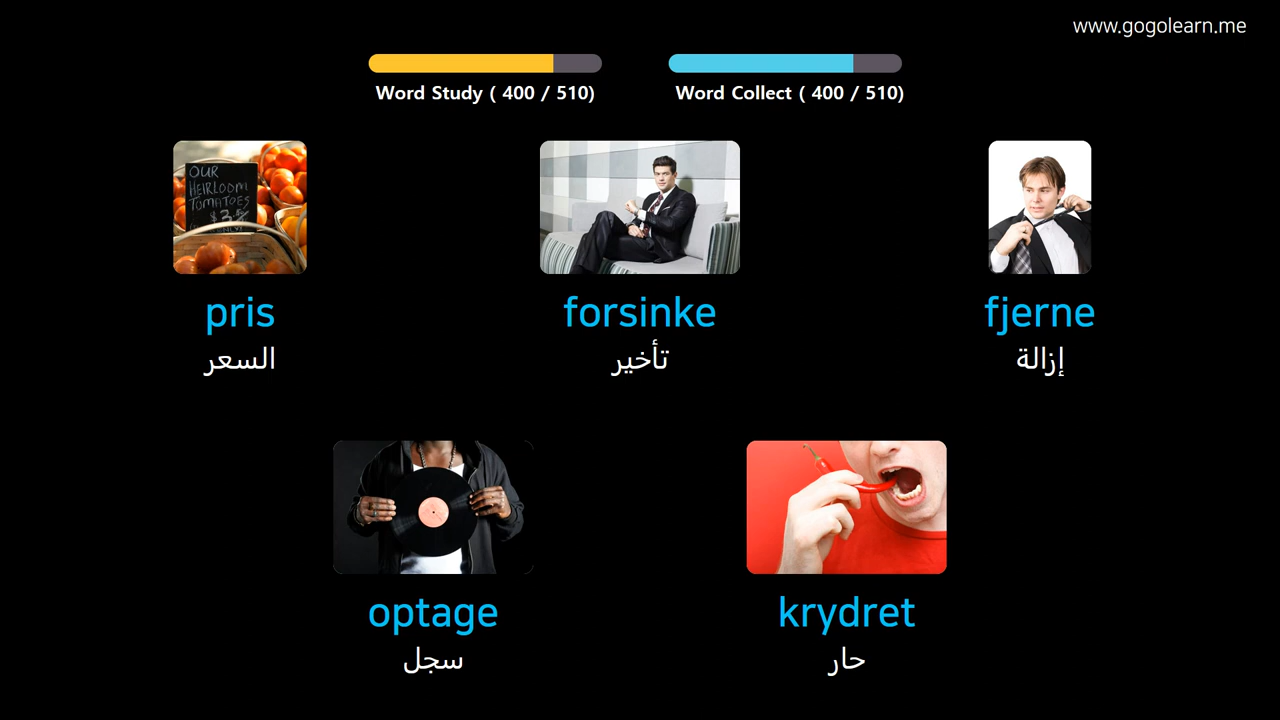 www.gogolearn.me
Word Study ( 400 / 510)
Word Collect ( 400 / 510)
OUR
HEIRLOOM
TOMATOES
pris
forsinke
fjerne
السعر
تأخير
إزالة
optage
krydret
سجل
حار